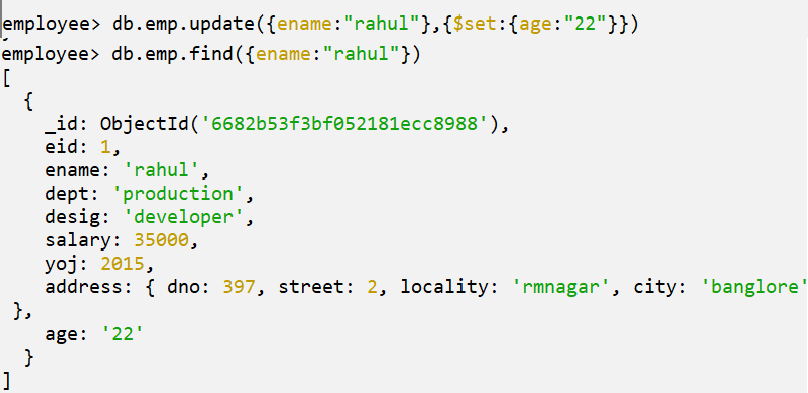 employee> db.emp.update({ename:"rahul"},{$set:{age:"22"}})
employee> db.emp.find({ename:"rahul"})
[
  {
    _id: ObjectId('6682b53f3bf052181ecc8988'),
    eid: 1,
    ename: 'rahul',
    dept: 'production',
    desig: 'developer',
    salary: 35000,
    yoj: 2015,
    address: { dno: 397, street: 2, locality: 'rmnagar', city: 'banglore'
 },
    age: '22'
  }
]